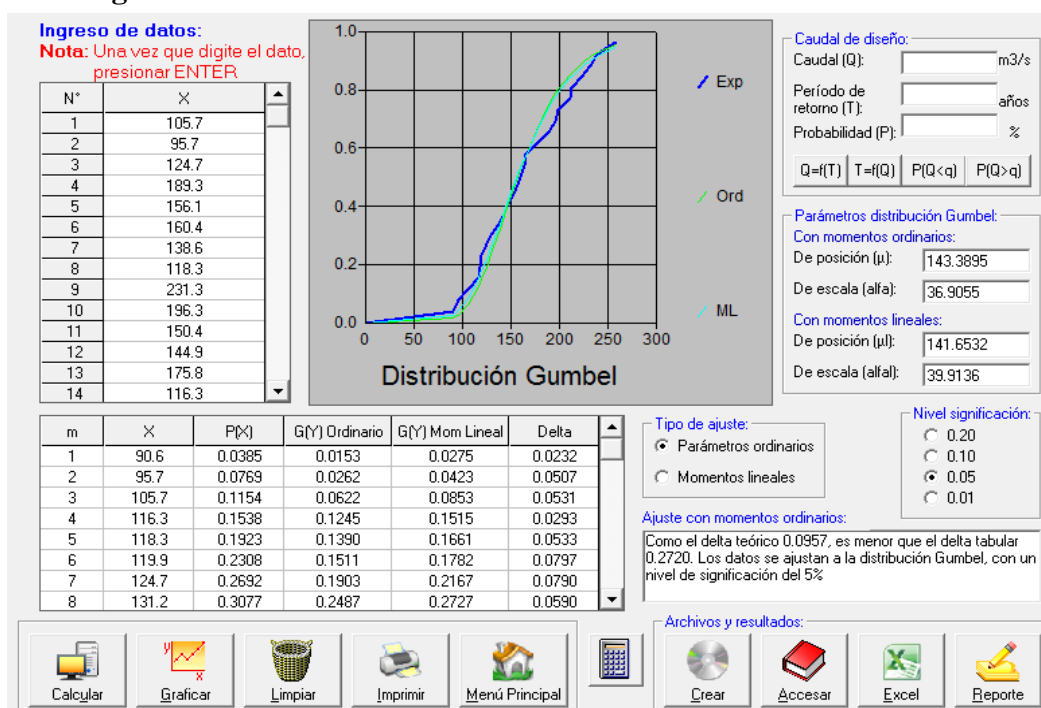 Ingreso de datos:
Nota: Una vez que digite el dato,
presionar ENTER
N° X
1 105.7
2 95.7
3 124.7
4 189.3
5 156.1
6 160.4
7 138.6
8 118.3
9 231.3
10 196.3
11 150.4
12 144.9
13 175.8
14 116.3
1.0
0.8
0.6
0.4
0.2
0.0
0 50 100 150 200 250 300
Distribución Gumbel
Exp
Ord
ML
Caudal de diseño:
Caudal (Q): m3/s
Período de
retorno (T): años
Probabilidad (P): %
Q=f(T) T=f(Q) P(Q<q) P(Q>q)
Parámetros distribución Gumbel:
Con momentos ordinarios:
De posición (μ): 143.3895
De escala (alfa): 36.9055
Con momentos lineales:
De posición (μl): 141.6532
De escala (alfal): 39.9136
m X P(X) G(Y) Ordinario G(Y) Mom Lineal Delta
1 90.6 0.0385 0.0153 0.0275 0.0232
2 95.7 0.0769 0.0262 0.0423 0.0507
3 105.7 0.1154 0.0622 0.0853 0.0531
4 116.3 0.1538 0.1245 0.1515 0.0293
5 118.3 0.1923 0.1390 0.1661 0.0533
6 119.9 0.2308 0.1511 0.1782 0.0797
7 124.7 0.2692 0.1903 0.2167 0.0790
8 131.2 0.3077 0.2487 0.2727 0.0590
Tipo de ajuste:
Parámetros ordinarios
Momentos lineales
Nivel significación:
0.20
0.10
0.05
0.01
Ajuste con momentos ordinarios:
Como el delta teórico 0.0957, es menor que el delta tabular
0.2720. Los datos se ajustan a la distribución Gumbel, con un
nivel de significación del 5%
Calcular Graficar Limpiar Imprimir Menú Principal
Archivos y resultados:
Crear Accesar Excel Reporte